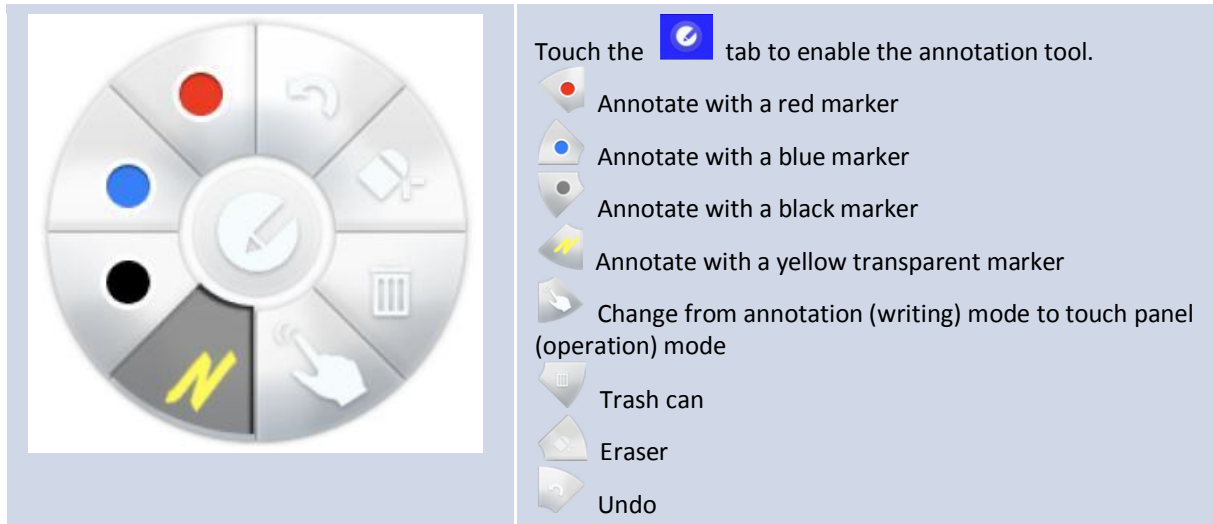 Touch the tab to enable the annotation tool.
Annotate with a red marker
Annotate with a blue marker
Annotate with a black marker
Annotate with a yellow transparent marker
Change from annotation (writing) mode to touch panel
(operation) mode
Trash can
Eraser
Undo